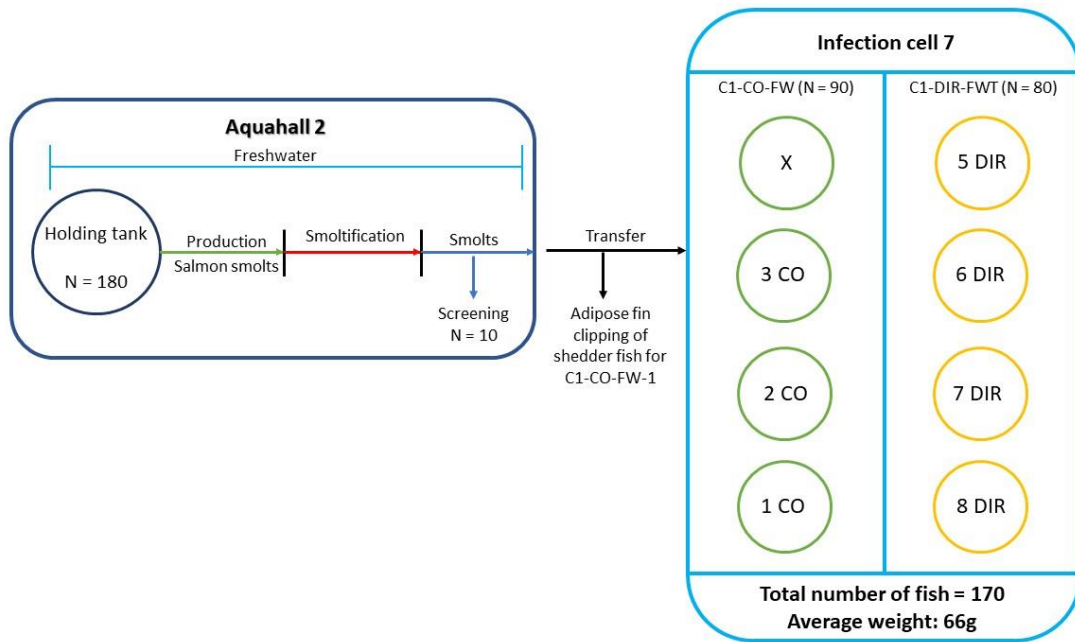 Aquahall 2
Freshwater
Holding tank
N = 180
Production
Salmon smolts
Smoltification
Smolts
Screening
N = 10
Transfer
Adipose fin
clipping of
shedder fish for
C1-CO-FW-1
Infection cell 7
C1-CO-FW (N = 90)
C1-DIR-FWT (N = 80)
X
5 DIR
3 CO
6 DIR
2 CO
7 DIR
1 CO
8 DIR
Total number of fish = 170
Average weight: 66g